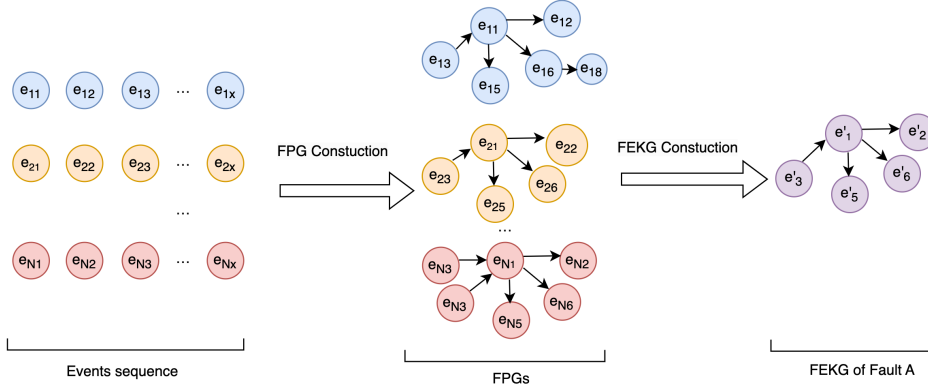 e11 e12 e13 ... e1x
e21 e22 e23 ... e2x
...
eN1 eN2 eN3 ... eNx
Events sequence
FPG Constuction
e11 e12
e13 e16 e18
e15
e21 e22
e23 e26
e25
...
eN3 eN1 eN2
eN3 eN6
eN5
FPGs
FEKG Constuction
e'1 e'2
e'3 e'6
e'5
FEKG of Fault A